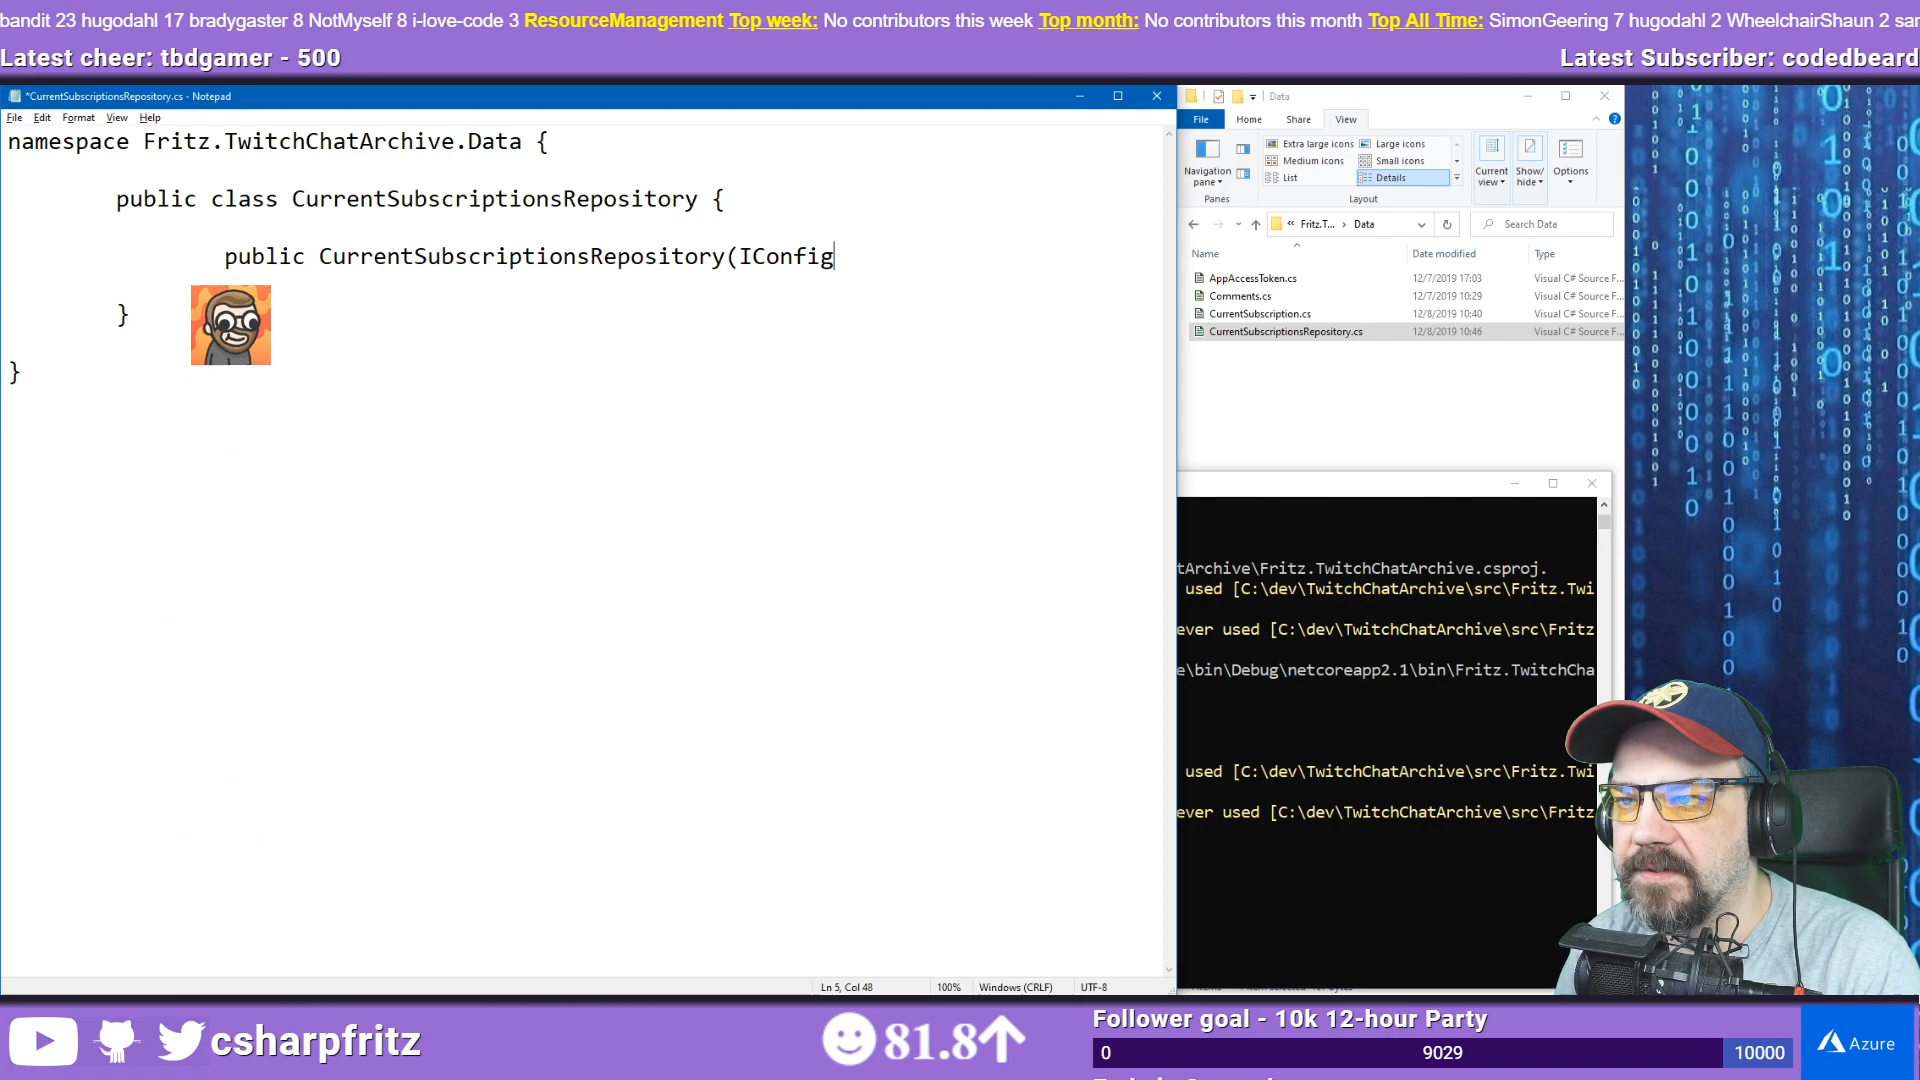 bandit 23 hugodahl 17 bradygaster 8 NotMyself 8 i-love-code 3 ResourceManagement Top week: No contributors this week Top month: No contributors this month Top All Time: SimonGeering 7 hugodahl 2 WheelchairShaun 2 sar
Latest cheer: tbdgamer - 500
Latest Subscriber: codedbeard
*CurrentSubscriptionsRepository.cs - Notepad
File Edit Format View Help
namespace Fritz.TwitchChatArchive.Data {
public class CurrentSubscriptionsRepository {
public CurrentSubscriptionsRepository(IConfig
}
}
Ln 5, Col 48
100%
Windows (CRLF)
UTF-8
Data
File Home Share View
Navigation pane
Panes
Extra large icons Large icons
Medium icons Small icons
List Details
Layout
Current view
Show/ hide
Options
« Fritz.T... › Data
Search Data
Name Date modified Type
AppAccessToken.cs 12/7/2019 17:03 Visual C# Source F...
Comments.cs 12/7/2019 10:29 Visual C# Source F...
CurrentSubscription.cs 12/8/2019 10:40 Visual C# Source F...
CurrentSubscriptionsRepository.cs 12/8/2019 10:46 Visual C# Source F...
tArchive\Fritz.TwitchChatArchive.csproj.
used [C:\dev\TwitchChatArchive\src\Fritz.Twi
ever used [C:\dev\TwitchChatArchive\src\Fritz
e\bin\Debug\netcoreapp2.1\bin\Fritz.TwitchCha
used [C:\dev\TwitchChatArchive\src\Fritz.Twi
ever used [C:\dev\TwitchChatArchive\src\Fritz
csharpfritz
81.8
Follower goal - 10k 12-hour Party
0 9029 10000
Azure